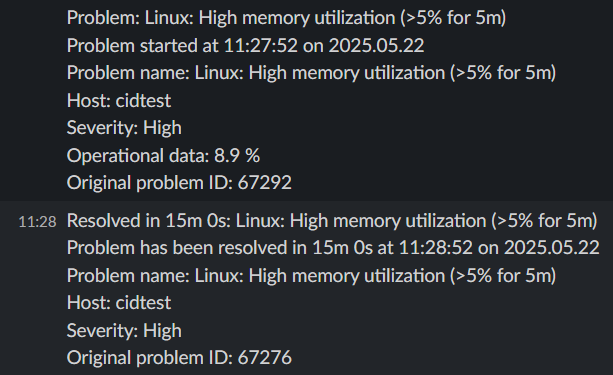 Problem: Linux: High memory utilization (>5% for 5m)
Problem started at 11:27:52 on 2025.05.22
Problem name: Linux: High memory utilization (>5% for 5m)
Host: cidtest
Severity: High
Operational data: 8.9 %
Original problem ID: 67292
11:28 Resolved in 15m 0s: Linux: High memory utilization (>5% for 5m)
Problem has been resolved in 15m 0s at 11:28:52 on 2025.05.22
Problem name: Linux: High memory utilization (>5% for 5m)
Host: cidtest
Severity: High
Original problem ID: 67276